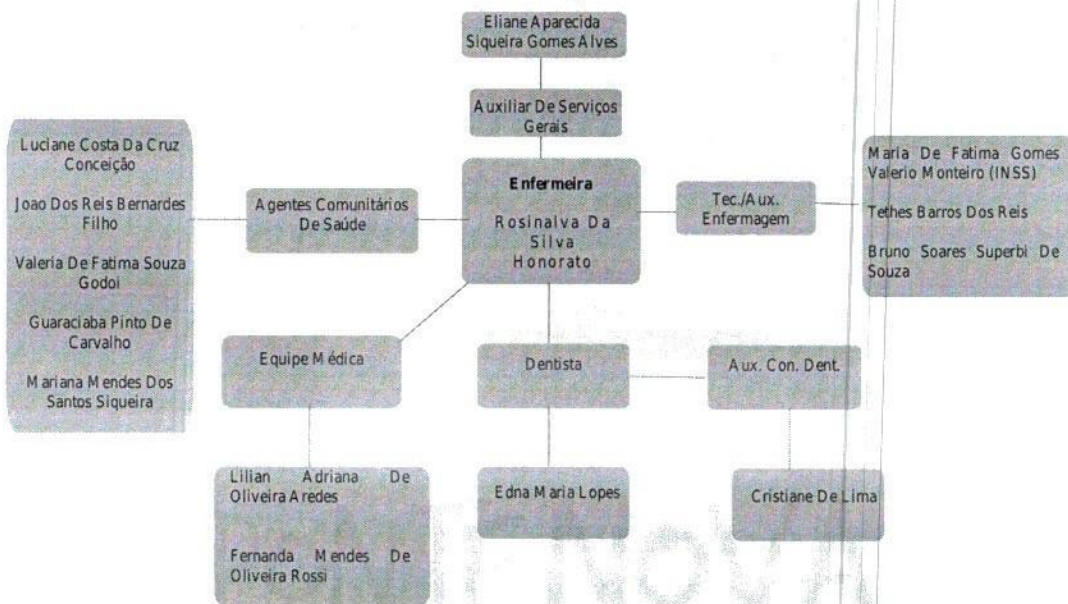 Eliane Aparecida
Siqueira Gomes Alves
Auxiliar De Serviços
Gerais
Luciane Costa Da Cruz
Conceição
Joao Dos Reis Bernardes
Filho
Valeria De Fatima Souza
Godoi
Guaraciaba Pinto De
Carvalho
Mariana Mendes Dos
Santos Siqueira
Agentes Comunitários
De Saúde
Enfermeira
Rosinalva Da
Silva
Honorato
Tec./Aux.
Enfermagem
Maria De Fatima Gomes
Valerio Monteiro (INSS)
Tethes Barros Dos Reis
Bruno Soares Superbi De
Souza
Equipe Médica
Dentista
Aux. Con. Dent.
Lilian Adriana De
Oliveira Aredes
Fernanda Mendes De
Oliveira Rossi
Edna Maria Lopes
Cristiane De Lima